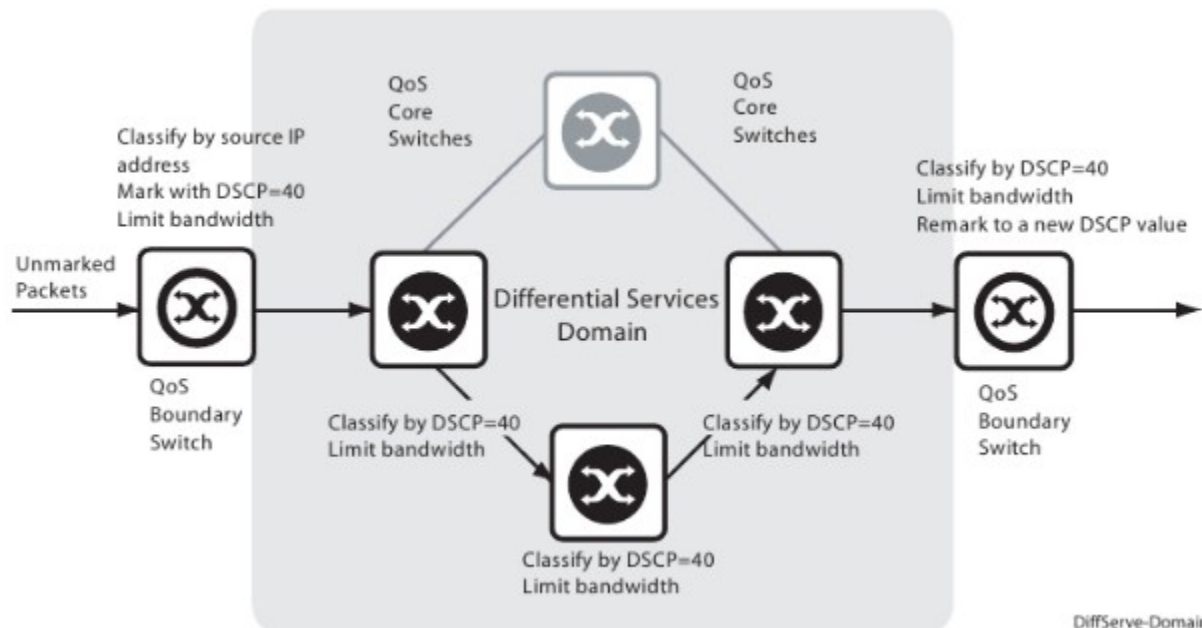 QoS
Core
Switches
QoS
Core
Switches
Classify by source IP
address
Mark with DSCP=40
Limit bandwidth
Classify by DSCP=40
Limit bandwidth
Remark to a new DSCP value
Unmarked
Packets
Differential Services
Domain
QoS
Boundary
Switch
Classify by DSCP=40
Limit bandwidth
Classify by DSCP=40
Limit bandwidth
QoS
Boundary
Switch
Classify by DSCP=40
Limit bandwidth
DiffServe-Domain